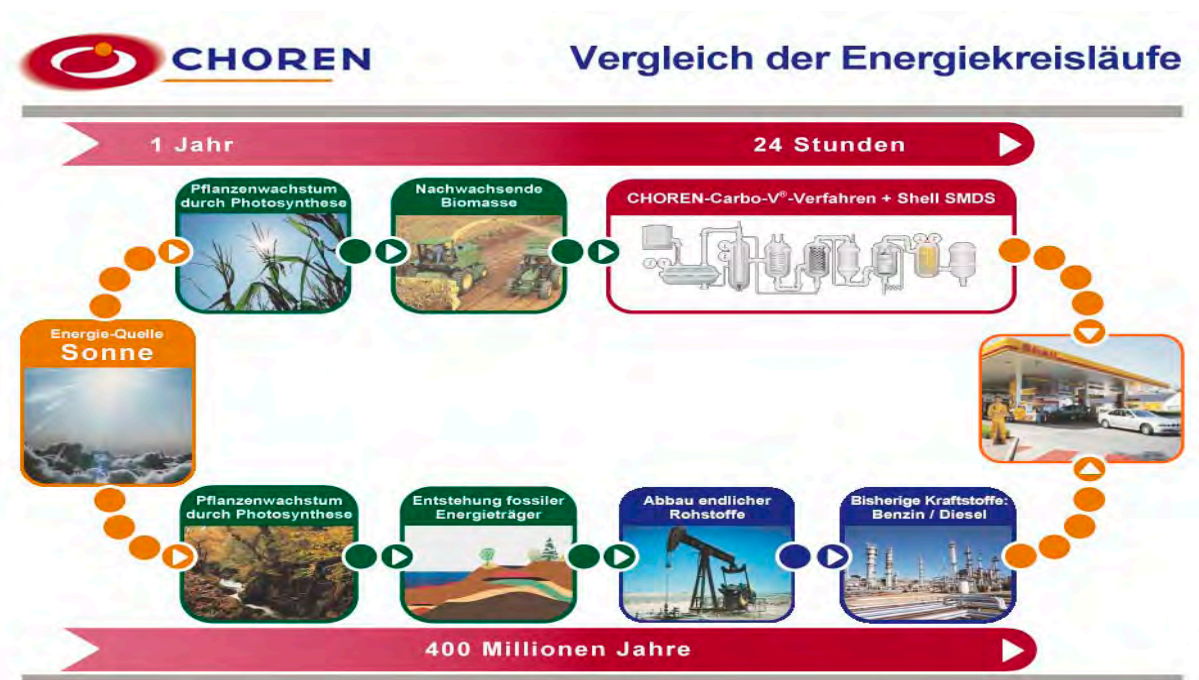 CHOREN
Vergleich der Energiekreisläufe
1 Jahr
24 Stunden
Pflanzenwachstum
durch Photosynthese
Nachwachsende
Biomasse
CHOREN-Carbo-V®-Verfahren + Shell SMDS
Energie-Quelle
Sonne
Shell
Pflanzenwachstum
durch Photosynthese
Entstehung fossiler
Energieträger
Abbau endlicher
Rohstoffe
Bisherige Kraftstoffe:
Benzin / Diesel
400 Millionen Jahre